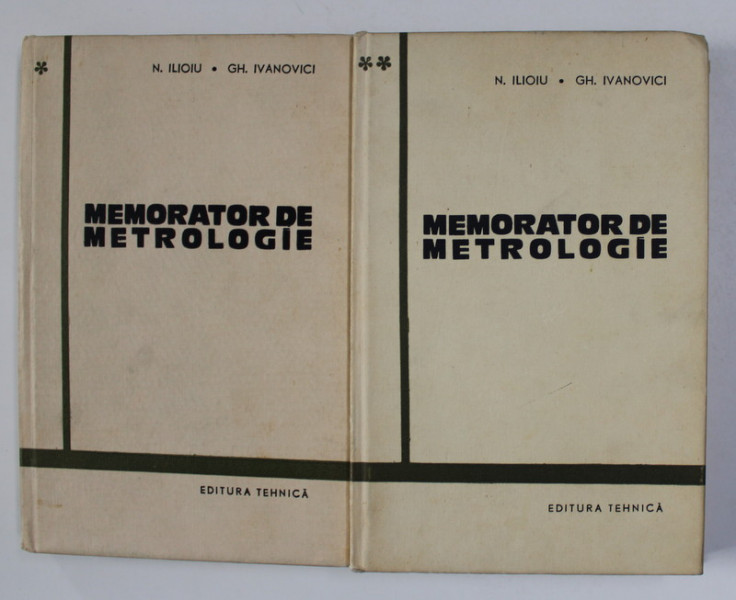 *
N. ILIOIU • GH. IVANOVICI
MEMORATOR DE
METROLOGIE
EDITURA TEHNICĂ
**
N. ILIOIU • GH. IVANOVICI
MEMORATOR DE
METROLOGIE
EDITURA TEHNICĂ